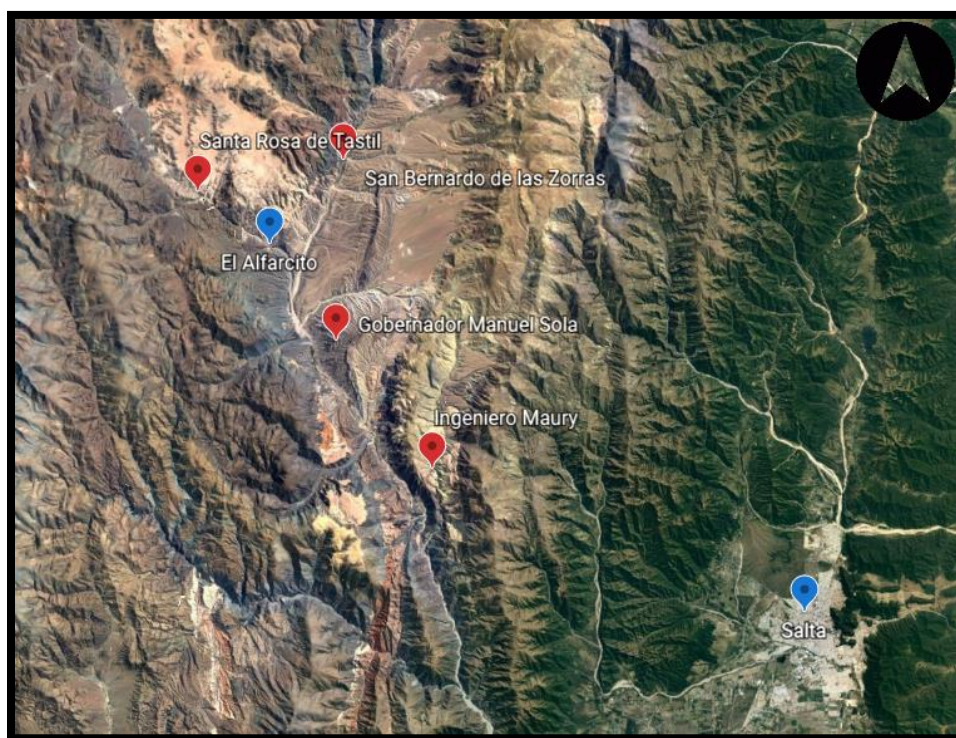 Santa Rosa de Tastil
San Bernardo de las Zorras
El Alfarcito
Gobernador Manuel Sola
Ingeniero Maury
Salta